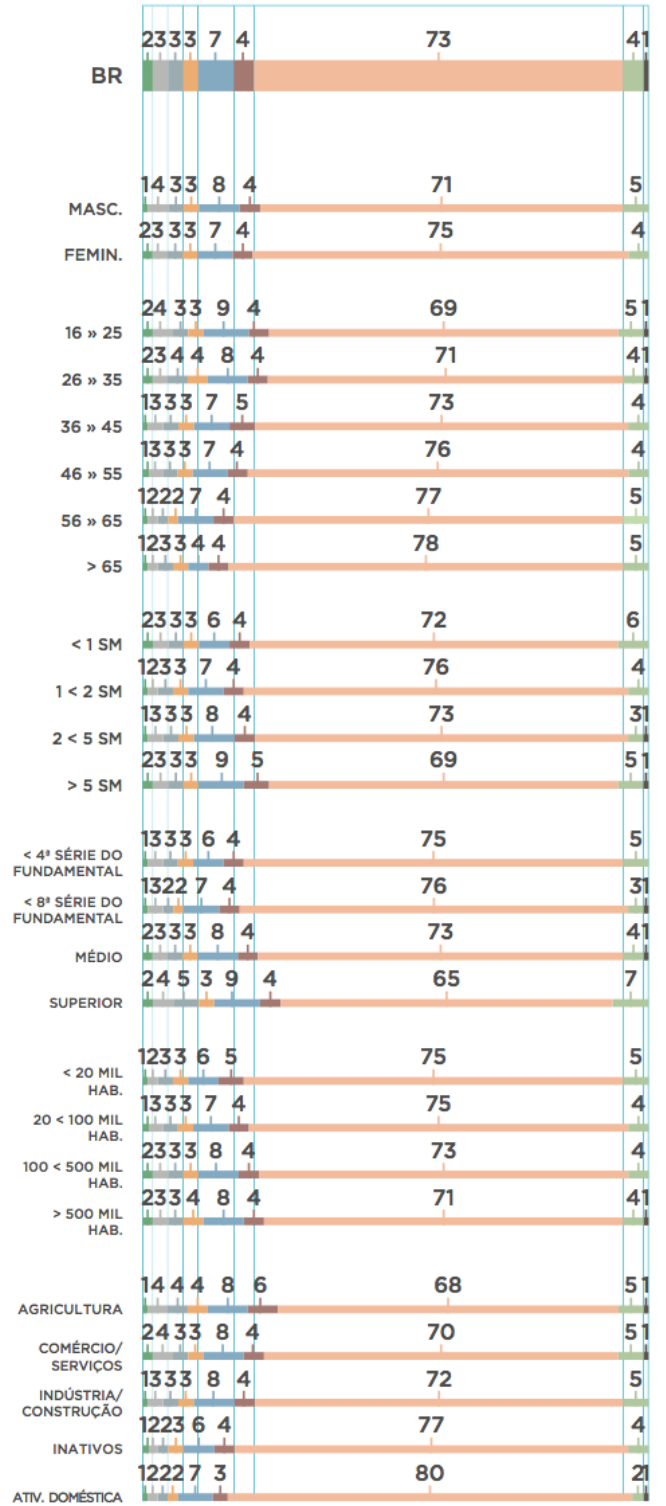 2 3 3 3 7 4 73 4 1
BR
1 4 3 3 8 4 71 5
MASC.
2 3 3 3 7 4 75 4
FEMIN.
2 4 3 3 9 4 69 5 1
16 » 25
2 3 4 4 8 4 71 4 1
26 » 35
1 3 3 3 7 5 73 4
36 » 45
1 3 3 3 7 4 76 4
46 » 55
1 2 2 2 7 4 77 5
56 » 65
1 2 3 3 4 4 78 5
> 65
2 3 3 3 6 4 72 6
< 1 SM
1 2 3 3 7 4 76 4
1 < 2 SM
1 3 3 3 8 4 73 3 1
2 < 5 SM
2 3 3 3 9 5 69 5 1
> 5 SM
1 3 3 3 6 4 75 5
< 4ª SÉRIE DO
FUNDAMENTAL
1 3 2 2 7 4 76 3 1
< 8ª SÉRIE DO
FUNDAMENTAL
2 3 3 3 8 4 73 4 1
MÉDIO
2 4 5 3 9 4 65 7
SUPERIOR
1 2 3 3 6 5 75 5
< 20 MIL
HAB.
1 3 3 3 7 4 75 4
20 < 100 MIL
HAB.
2 3 3 3 8 4 73 4
100 < 500 MIL
HAB.
2 3 3 4 8 4 71 4 1
> 500 MIL
HAB.
1 4 4 4 8 6 68 5 1
AGRICULTURA
2 4 3 3 8 4 70 5 1
COMÉRCIO/
SERVIÇOS
1 3 3 3 8 4 72 5
INDÚSTRIA/
CONSTRUÇÃO
1 2 2 3 6 4 77 4
INATIVOS
1 2 2 2 7 3 80 2 1
ATIV. DOMÉSTICA